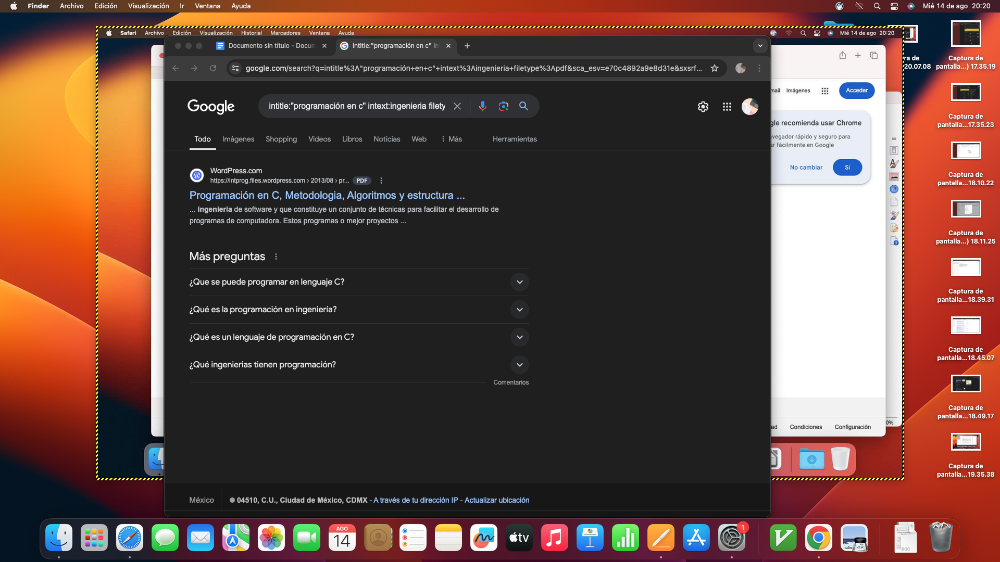 Finder Archivo Edición Visualización Ir Ventana Ayuda Mié 14 de ago 20:20
Safari Archivo Edición Visualización Historial Marcadores Ventana Ayuda Mié 14 de ago 20:20
Documento sin título - Docum
intitle:"programación en c" in
google.com/search?q=intitle%3A"programación+en+c"+intext%3Aingenieria+filetype%3Apdf&sca_esv=e70c4892a9e8d31e&sxsrf...
Google
intitle:"programación en c" intext:ingenieria filety
Todo Imágenes Shopping Videos Libros Noticias Web Más Herramientas
WordPress.com
https://intprog.files.wordpress.com › 2013/08 › pr... PDF
Programación en C, Metodologia, Algoritmos y estructura ...
... ingenieria de software y que constituye un conjunto de técnicas para facilitar el desarrollo de
programas de computadora. Estos programas o mejor proyectos ...
Más preguntas
¿Que se puede programar en lenguaje C?
¿Qué es la programación en ingeniería?
¿Qué es un lenguaje de programación en C?
¿Qué ingenierias tienen programación?
Comentarios
México 04510, C.U., Ciudad de México, CDMX - A través de tu dirección IP - Actualizar ubicación
mail Imágenes Acceder
gle recomienda usar Chrome
vegador rápido y seguro para
r fácilmente en Google
No cambiar Sí
ad Condiciones Configuración
0%
ra de
20.07.08
Captura de
pantalla...) 17.35.19
Captura de
pantalla...17.35.23
Captura de
pantalla...18.10.22
Captura de
pantalla...) 18.11.25
Captura de
pantalla...18.39.31
Captura de
pantalla...18.45.07
Captura de
pantalla...18.49.17
Captura de
pantalla...19.35.38
AGO
14
tv
1
DOC